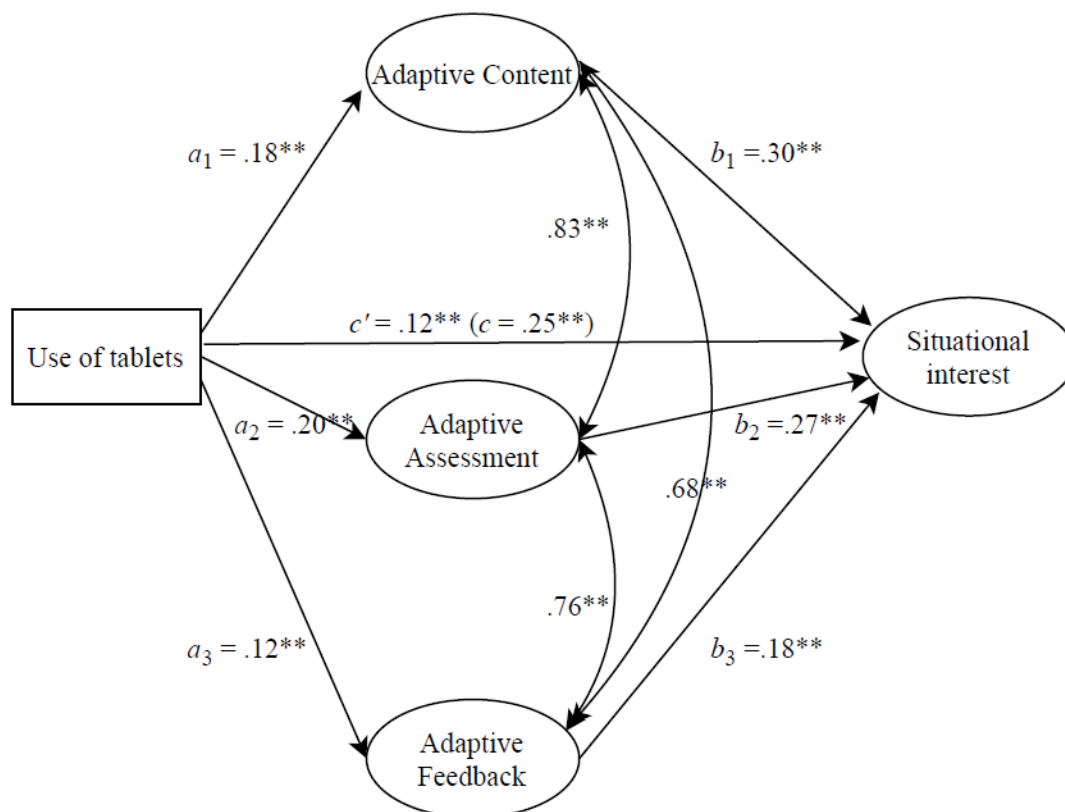 Adaptive Content
a1 = .18**
b1 =.30**
.83**
c' = .12** (c = .25**)
Use of tablets
Situational
interest
a2 = .20**
Adaptive
Assessment
b2 =.27**
.68**
.76**
a3 = .12**
b3 =.18**
Adaptive
Feedback